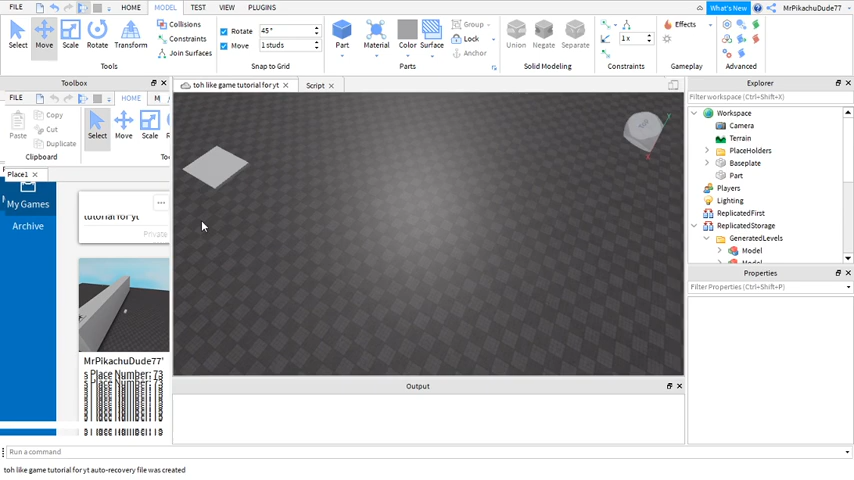 FILE HOME MODEL TEST VIEW PLUGINS What's New MrPikachuDude77
Select Move Scale Rotate Transform
Collisions
Constraints
Join Surfaces
Tools
Rotate 45°
Move 1 studs
Snap to Grid
Part Material Color Surface
Group
Lock
Anchor
Parts
Union Negate Separate
Solid Modeling
1x
Constraints
Effects
Gameplay
Advanced
Toolbox
FILE HOME M
Paste
Copy
Cut
Duplicate
Clipboard
Select Move Scale
Place1
My Games
Archive
tutorial for yt
Private
MrPikachuDude77'
s Place Number: 73
toh like game tutorial for yt
Script
Output
Explorer
Filter workspace (Ctrl+Shift+X)
Workspace
Camera
Terrain
PlaceHolders
Baseplate
Part
Players
Lighting
ReplicatedFirst
ReplicatedStorage
GeneratedLevels
Model
Model
Properties
Filter Properties (Ctrl+Shift+P)
Run a command
toh like game tutorial for yt auto-recovery file was created